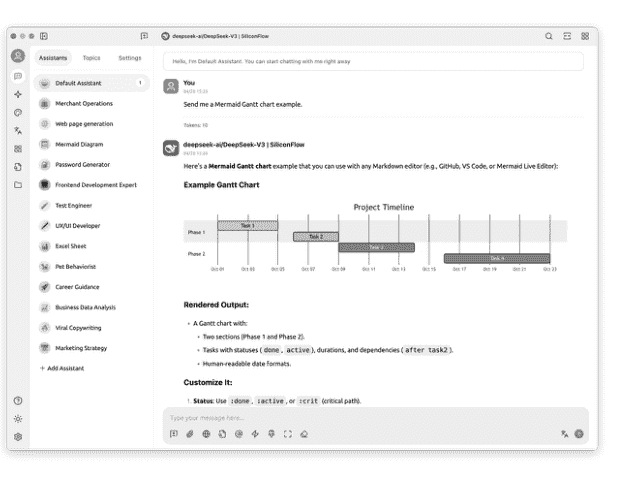 deepseek-ai/DeepSeek-V3 | SiliconFlow
Assistants Topics Settings
Default Assistant 1
Merchant Operations
Web page generation
Mermaid Diagram
Password Generator
Frontend Development Expert
Test Engineer
UX/UI Developer
Excel Sheet
Pet Behaviorist
Career Guidance
Business Data Analysis
Viral Copywriting
Marketing Strategy
+ Add Assistant
Hello, I'm Default Assistant. You can start chatting with me right away
You
Send me a Mermaid Gantt chart example.
Tokens: 10
deepseek-ai/DeepSeek-V3 | SiliconFlow
Here's a Mermaid Gantt chart example that you can use with any Markdown editor (e.g., GitHub, VS Code, or Mermaid Live Editor):
Example Gantt Chart
Project Timeline
Phase 1
Task 1
Task 2
Phase 2
Task 3
Task 4
Oct 01 Oct 03 Oct 05 Oct 07 Oct 09 Oct 11 Oct 13 Oct 15 Oct 17 Oct 19 Oct 21 Oct 23
Rendered Output:
• A Gantt chart with:
• Two sections (Phase 1 and Phase 2).
• Tasks with statuses (done, active), durations, and dependencies (after task2).
• Human-readable date formats.
Customize It:
1. Status: Use :done, :active, or :crit (critical path).
Type your message here...